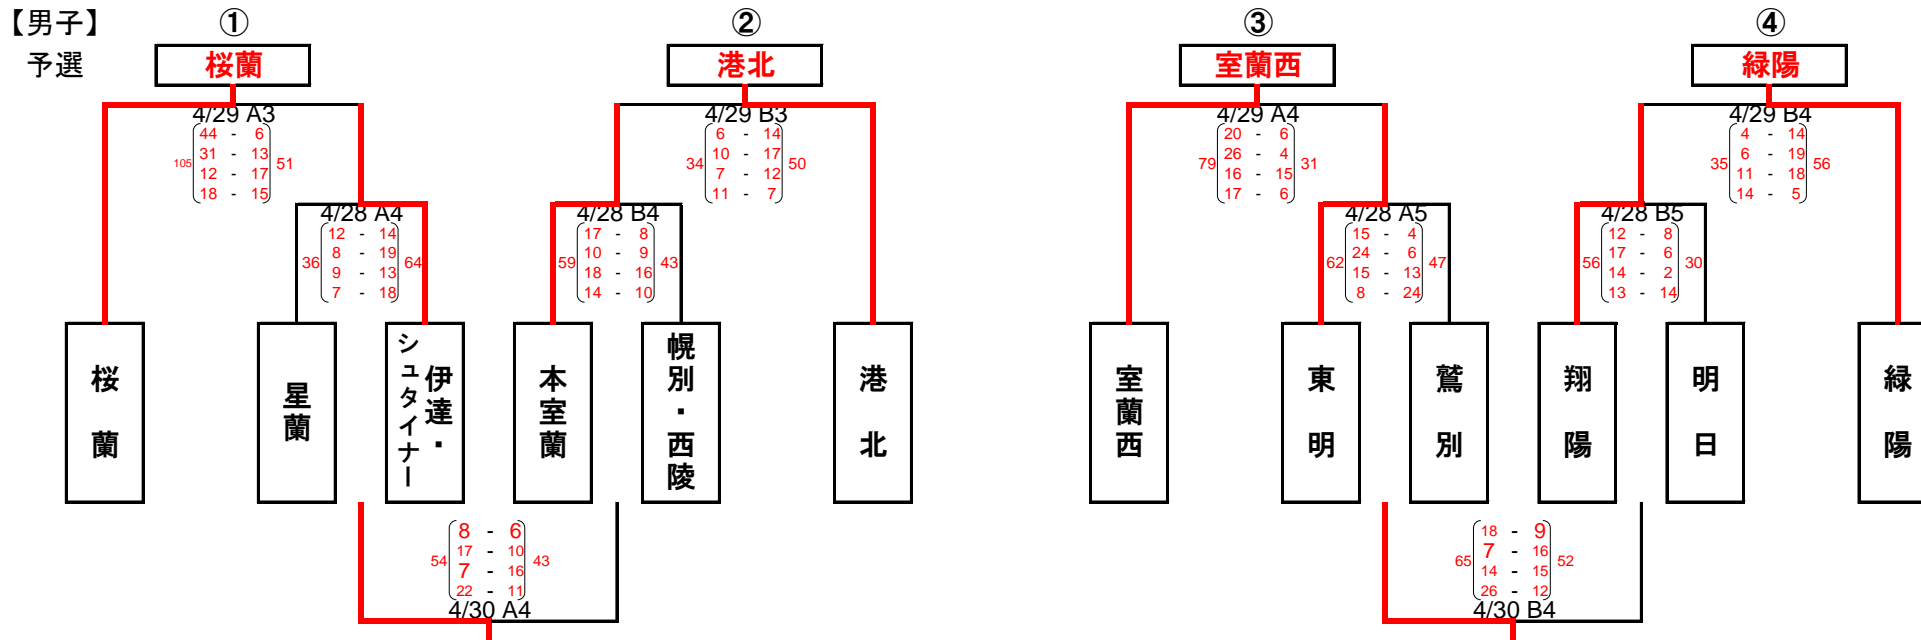 【男子】 ① ② ③ ④
予選 桜蘭 港北 室蘭西 緑陽
4/29 A3
44 - 6
31 - 13
105 51
12 - 17
18 - 15
4/29 B3
6 - 14
10 - 17
34 50
7 - 12
11 - 7
4/29 A4
20 - 6
26 - 4
79 31
16 - 15
17 - 6
4/29 B4
4 - 14
6 - 19
35 56
11 - 18
14 - 5
4/28 A4
12 - 14
8 - 19
36 64
9 - 13
7 - 18
4/28 B4
17 - 8
10 - 9
59 43
18 - 16
14 - 10
4/28 A5
15 - 4
24 - 6
62 47
15 - 13
8 - 24
4/28 B5
12 - 8
17 - 6
56 30
14 - 2
13 - 14
桜蘭
星蘭
伊達・
シュタイナー
本室蘭
幌別・西陵
港北
室蘭西
東明
鷲別
翔陽
明日
緑陽
8 - 6
17 - 10
54 43
7 - 16
22 - 11
4/30 A4
18 - 9
7 - 16
65 52
14 - 15
26 - 12
4/30 B4